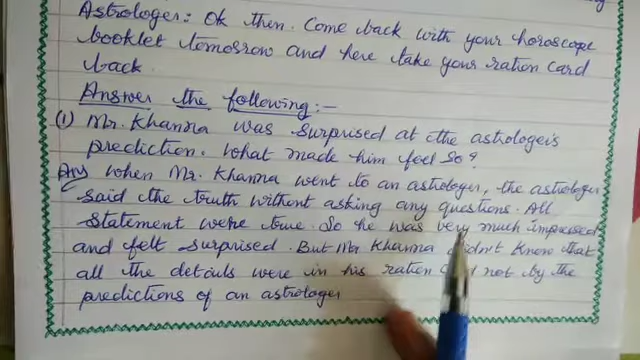 Astrologer: Ok then. Come back with your horoscope
booklet tomorrow and here take your ration card
back.
Answer the following:-
(1) Mr. Khanna was surprised at the astrologer's
prediction. What made him feel so?
Ans When Mr. Khanna went to an astrologer, the astrologer
said the truth without asking any questions. All
statement were true. So he was very much impressed
and felt surprised. But Mr Khanna didn't know that
all the details were in his ration not by the
predictions of an astrologer